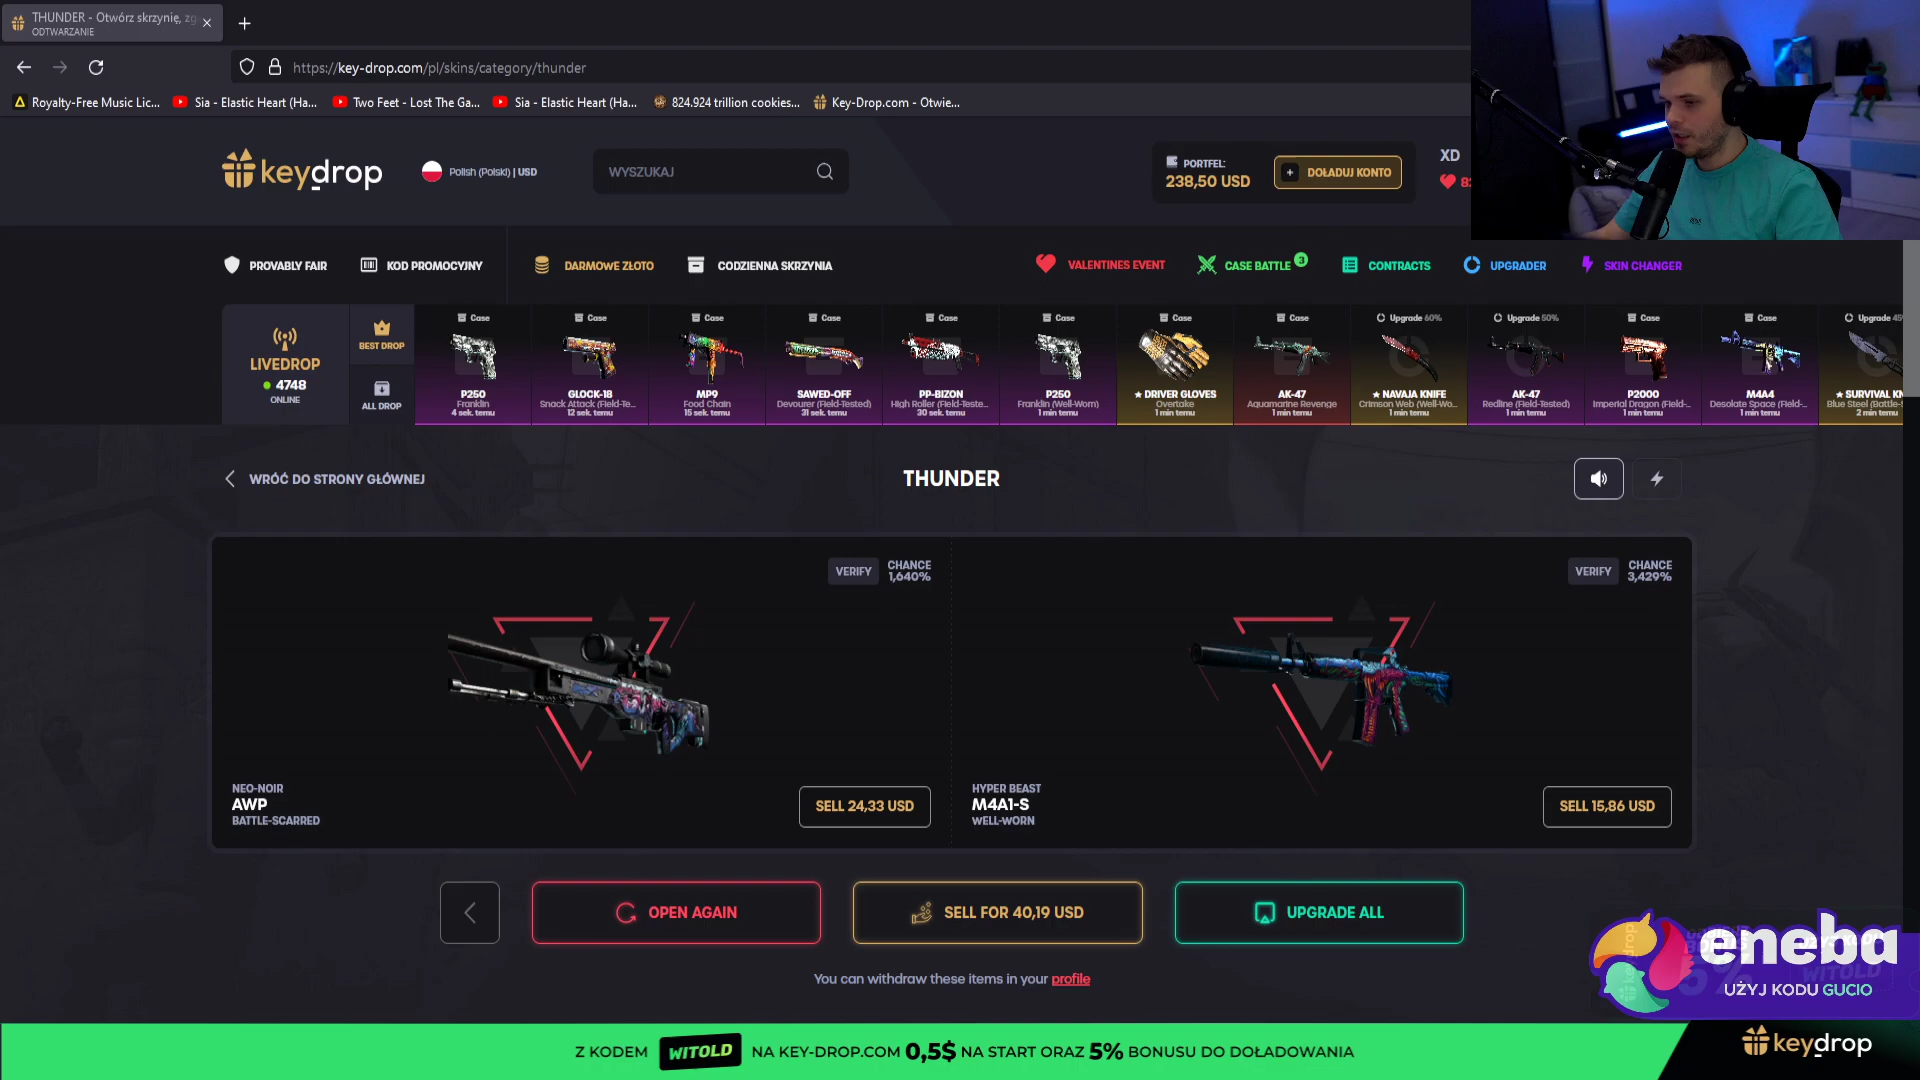 THUNDER - Otwórz skrzynię, zg
ODTWARZANIE
https://key-drop.com/pl/skins/category/thunder
Royalty-Free Music Lic...
Sia - Elastic Heart (Ha...
Two Feet - Lost The Ga...
Sia - Elastic Heart (Ha...
824.924 trillion cookies...
Key-Drop.com - Otwie...
keydrop
Polish (Polski) | USD
WYSZUKAJ
PORTFEL:
238,50 USD
+ DOŁADUJ KONTO
XD
PROVABLY FAIR
KOD PROMOCYJNY
DARMOWE ZŁOTO
CODZIENNA SKRZYNIA
VALENTINES EVENT
CASE BATTLE 3
CONTRACTS
UPGRADER
SKIN CHANGER
LIVEDROP
4748
ONLINE
BEST DROP
ALL DROP
Case
P250
Franklin
4 sek. temu
Case
GLOCK-18
Snack Attack (Field-Te...
12 sek. temu
Case
MP9
Food Chain
15 sek. temu
Case
SAWED-OFF
Devourer (Field-Tested)
31 sek. temu
Case
PP-BIZON
High Roller (Field-Teste...
30 sek. temu
Case
P250
Franklin (Well-Worn)
1 min temu
Case
★ DRIVER GLOVES
Overtake
1 min temu
Case
AK-47
Aquamarine Revenge
1 min temu
Upgrade 60%
★ NAVAJA KNIFE
Crimson Web (Well-Wo...
1 min temu
Upgrade 50%
AK-47
Redline (Field-Tested)
1 min temu
Case
P2000
Imperial Dragon (Field-...
1 min temu
Case
M4A4
Desolate Space (Field-...
1 min temu
Upgrade 45
★ SURVIVAL KN
Blue Steel (Battle-
2 min temu
WRÓĆ DO STRONY GŁÓWNEJ
THUNDER
VERIFY
CHANCE
1,640%
NEO-NOIR
AWP
BATTLE-SCARRED
SELL 24,33 USD
VERIFY
CHANCE
3,429%
HYPER BEAST
M4A1-S
WELL-WORN
SELL 15,86 USD
OPEN AGAIN
SELL FOR 40,19 USD
UPGRADE ALL
You can withdraw these items in your profile
eneba
UŻYJ KODU GUCIO
Z KODEM WITOLD NA KEY-DROP.COM 0,5$ NA START ORAZ 5% BONUSU DO DOŁADOWANIA
keydrop